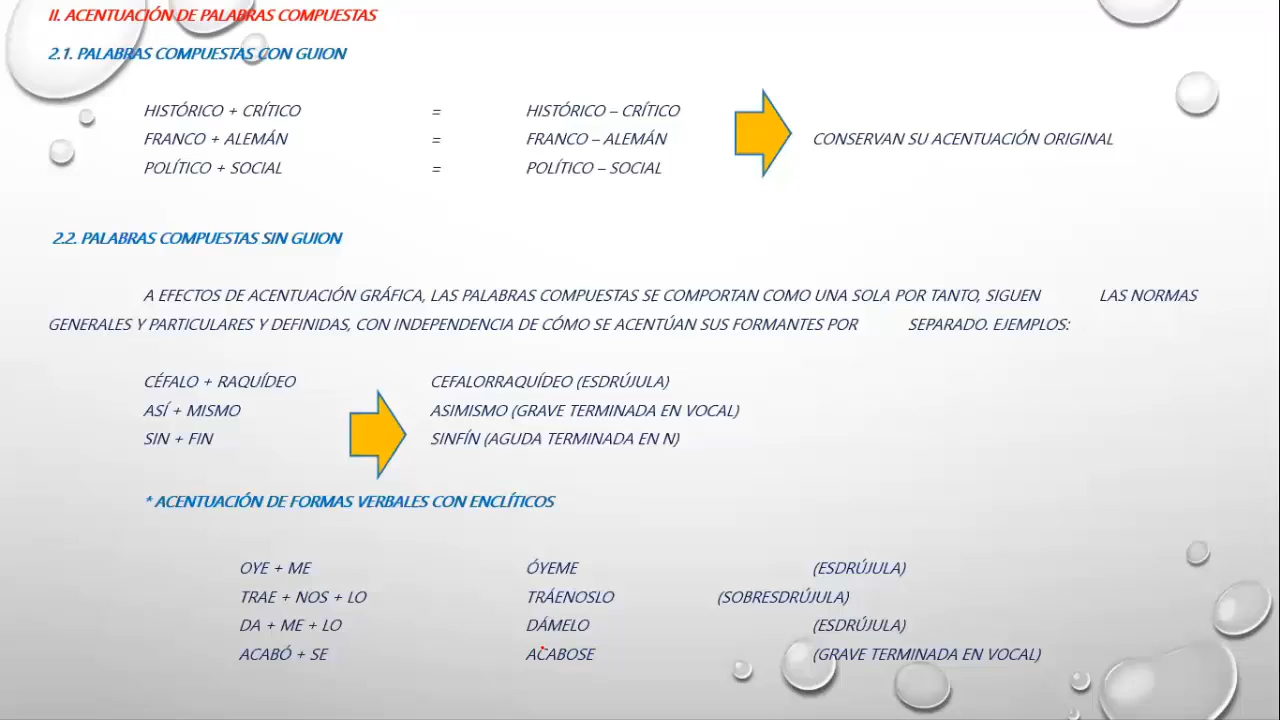 II. ACENTUACIÓN DE PALABRAS COMPUESTAS
2.1. PALABRAS COMPUESTAS CON GUION
HISTÓRICO + CRÍTICO = HISTÓRICO – CRÍTICO
FRANCO + ALEMÁN = FRANCO – ALEMÁN CONSERVAN SU ACENTUACIÓN ORIGINAL
POLÍTICO + SOCIAL = POLÍTICO – SOCIAL
2.2. PALABRAS COMPUESTAS SIN GUION
A EFECTOS DE ACENTUACIÓN GRÁFICA, LAS PALABRAS COMPUESTAS SE COMPORTAN COMO UNA SOLA POR TANTO, SIGUEN LAS NORMAS
GENERALES Y PARTICULARES Y DEFINIDAS, CON INDEPENDENCIA DE CÓMO SE ACENTÚAN SUS FORMANTES POR SEPARADO. EJEMPLOS:
CÉFALO + RAQUÍDEO CEFALORRAQUÍDEO (ESDRÚJULA)
ASÍ + MISMO ASIMISMO (GRAVE TERMINADA EN VOCAL)
SIN + FIN SINFÍN (AGUDA TERMINADA EN N)
* ACENTUACIÓN DE FORMAS VERBALES CON ENCLÍTICOS
OYE + ME ÓYEME (ESDRÚJULA)
TRAE + NOS + LO TRÁENOSLO (SOBRESDRÚJULA)
DA + ME + LO DÁMELO (ESDRÚJULA)
ACABÓ + SE ACABOSE (GRAVE TERMINADA EN VOCAL)